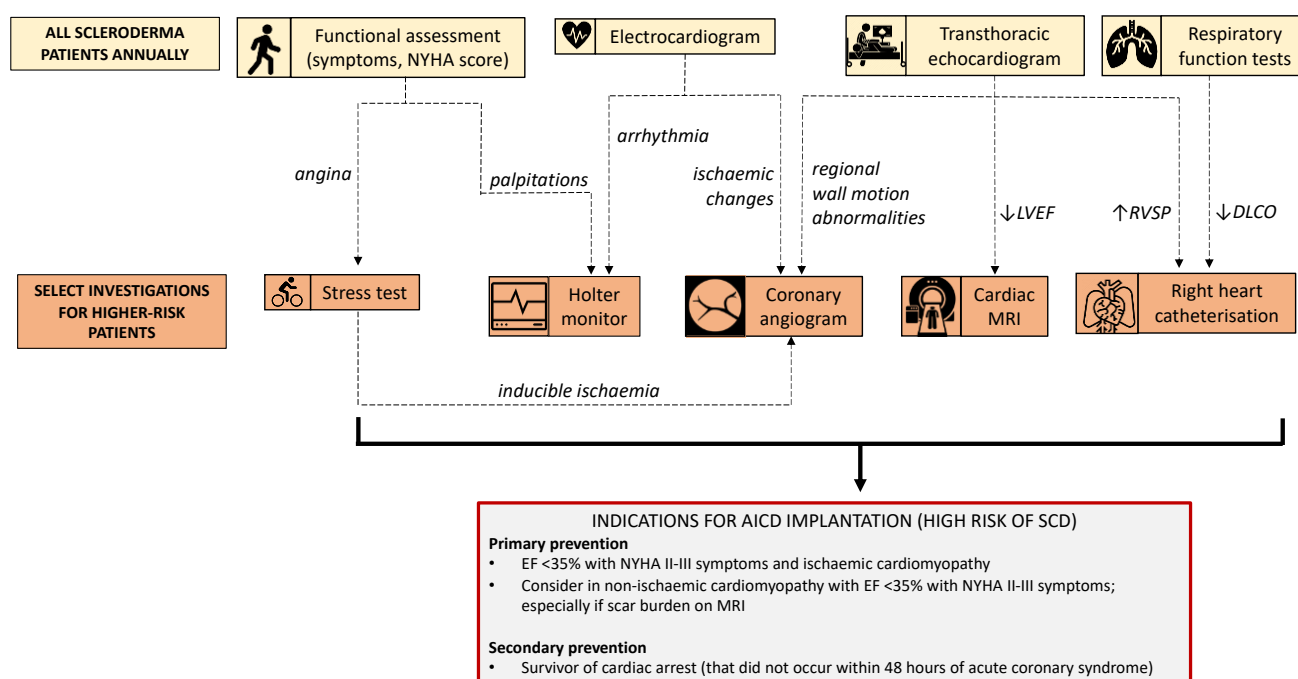 ALL SCLERODERMA
PATIENTS ANNUALLY
Functional assessment
(symptoms, NYHA score)
Electrocardiogram
Transthoracic
echocardiogram
Respiratory
function tests
angina
palpitations
arrhythmia
ischaemic
changes
regional
wall motion
abnormalities
↓LVEF
↑RVSP
↓DLCO
SELECT INVESTIGATIONS
FOR HIGHER-RISK
PATIENTS
Stress test
Holter
monitor
Coronary
angiogram
Cardiac
MRI
Right heart
catheterisation
inducible ischaemia
INDICATIONS FOR AICD IMPLANTATION (HIGH RISK OF SCD)
Primary prevention
• EF <35% with NYHA II-III symptoms and ischaemic cardiomyopathy
• Consider in non-ischaemic cardiomyopathy with EF <35% with NYHA II-III symptoms;
especially if scar burden on MRI
Secondary prevention
• Survivor of cardiac arrest (that did not occur within 48 hours of acute coronary syndrome)